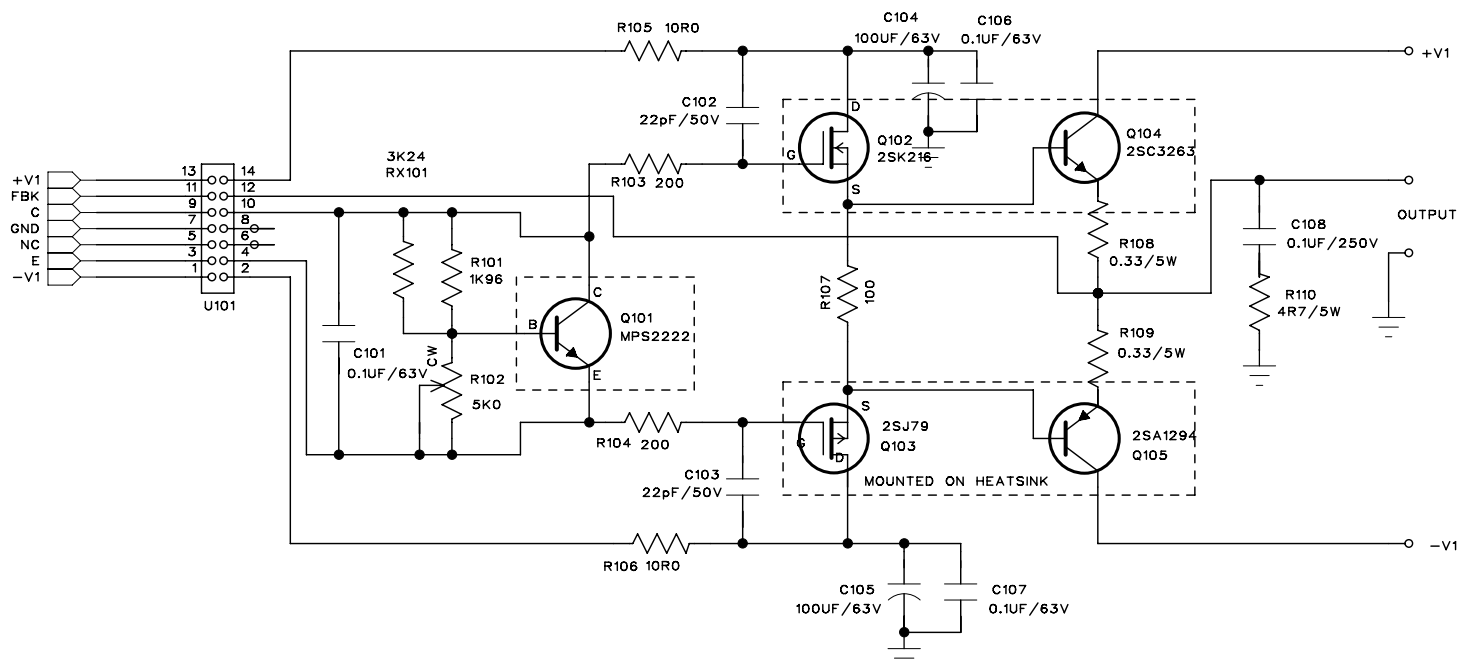 C104
100UF/63V
C106
0.1UF/63V
R105 10R0
+V1
C102
22pF/50V
D
G
S
Q102
2SK216
Q104
2SC3263
3K24
RX101
R103 200
+V1
FBK
C
GND
NC
E
-V1
13
11
9
7
5
3
1
14
12
10
8
6
4
2
U101
OUTPUT
C108
0.1UF/250V
R108
0.33/5W
R101
1K96
R107
100
R110
4R7/5W
C
B
E
Q101
MPS2222
C101
0.1UF/63V
CW
R102
5K0
R109
0.33/5W
R104 200
S
G
D
2SJ79
Q103
2SA1294
Q105
MOUNTED ON HEATSINK
C103
22pF/50V
R106 10R0
-V1
C105
100UF/63V
C107
0.1UF/63V